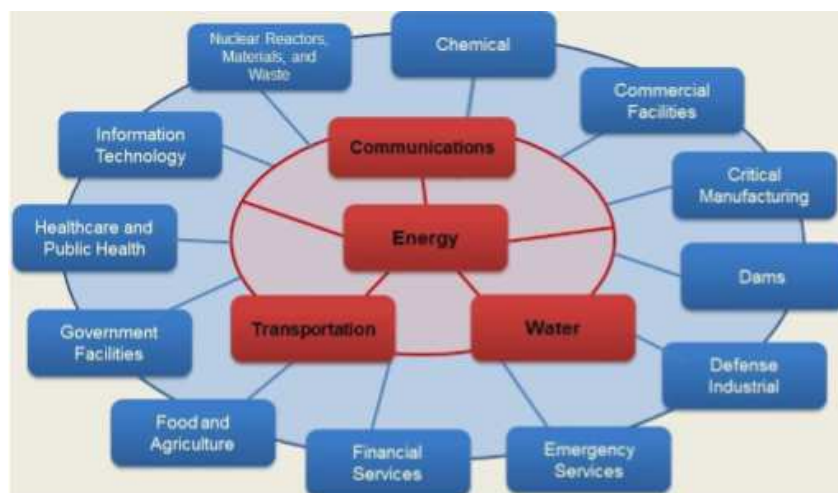 Nuclear Reactors,
Materials, and
Waste
Chemical
Commercial
Facilities
Information
Technology
Communications
Critical
Manufacturing
Healthcare and
Public Health
Energy
Dams
Government
Facilities
Transportation
Water
Defense
Industrial
Food and
Agriculture
Financial
Services
Emergency
Services